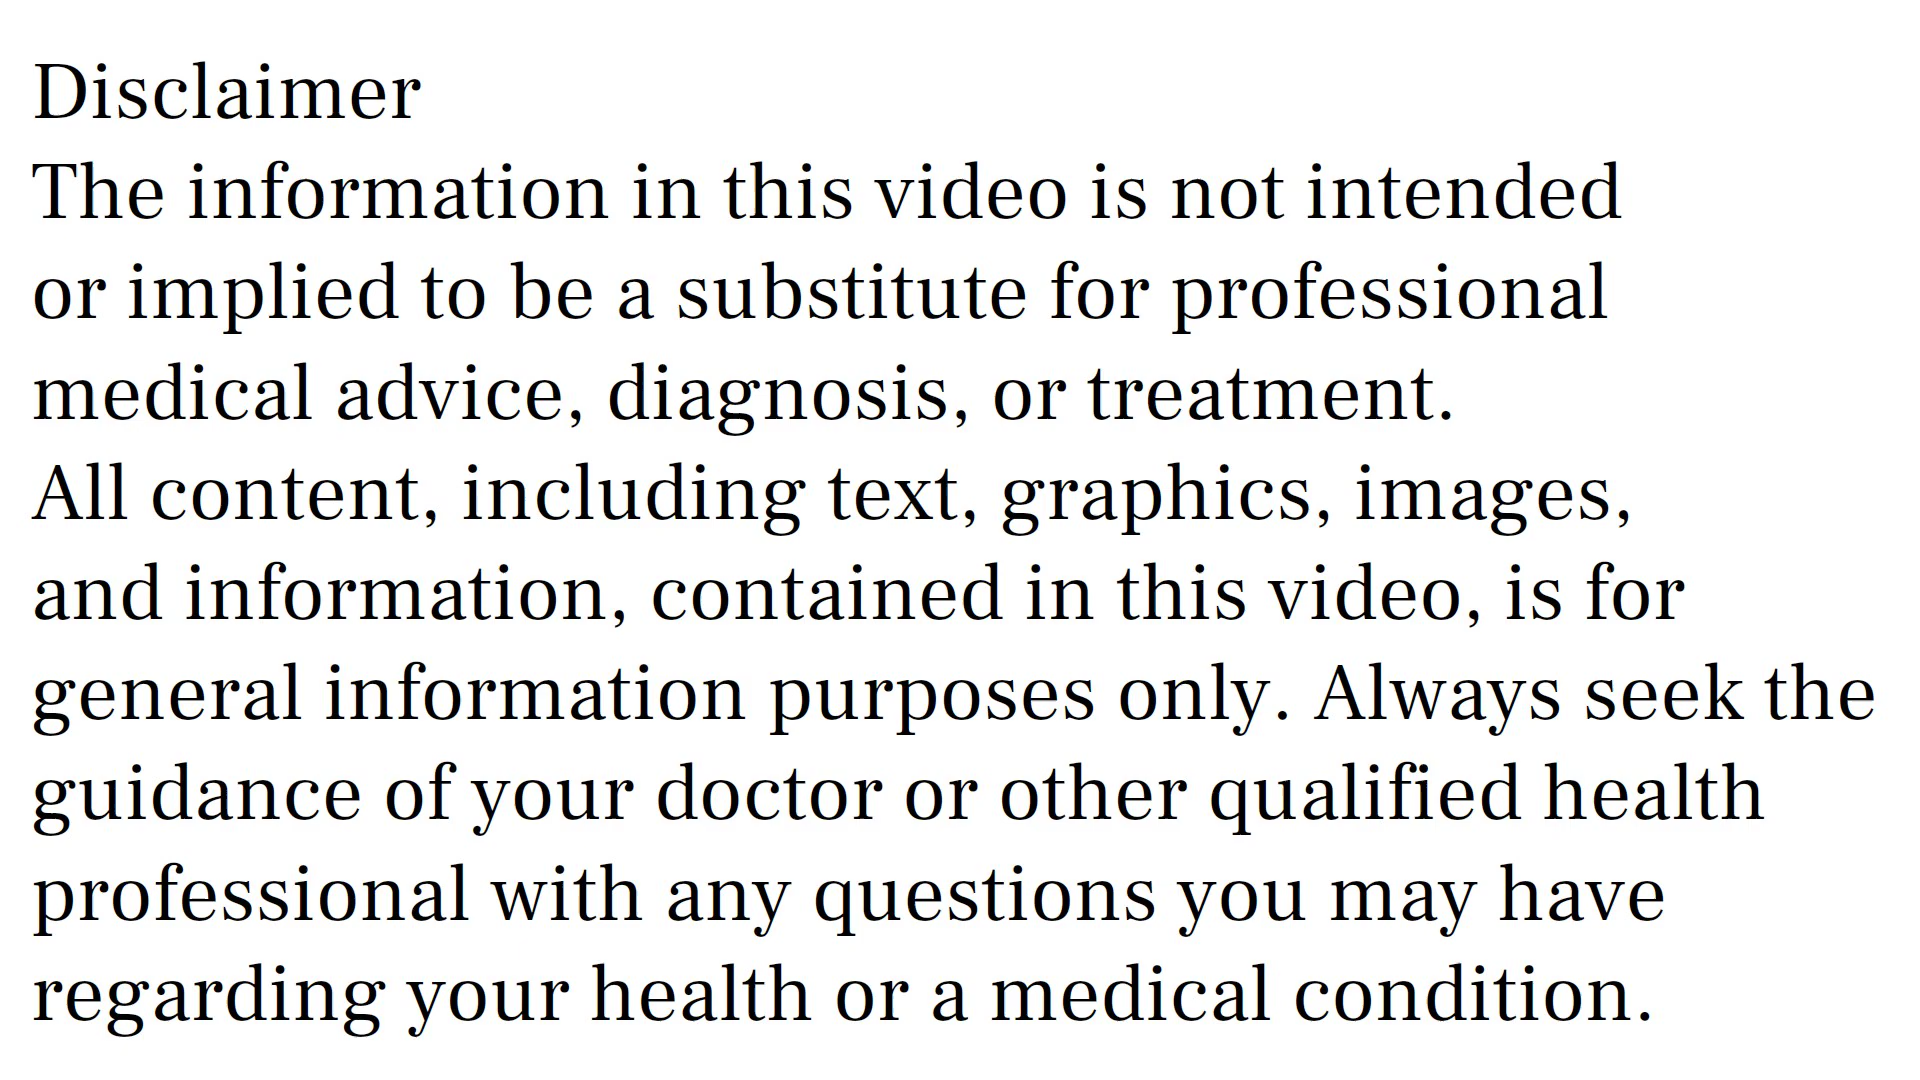 Disclaimer
The information in this video is not intended
or implied to be a substitute for professional
medical advice, diagnosis, or treatment.
All content, including text, graphics, images,
and information, contained in this video, is for
general information purposes only. Always seek the
guidance of your doctor or other qualified health
professional with any questions you may have
regarding your health or a medical condition.